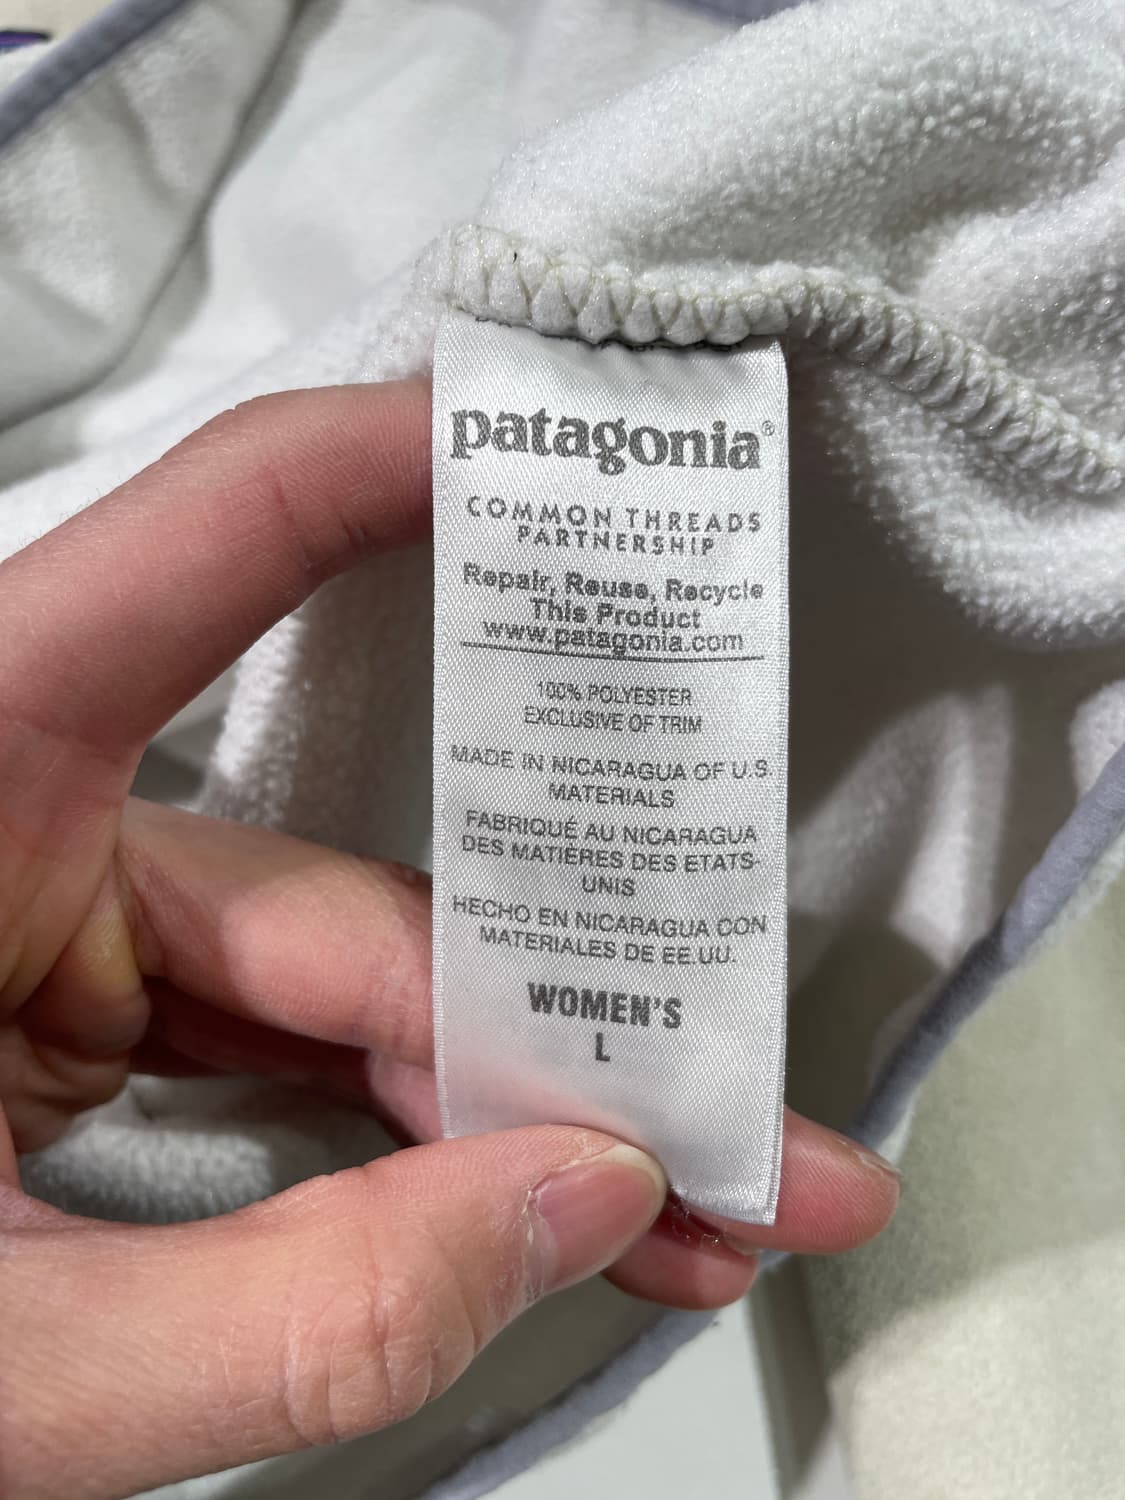 patagonia®
COMMON THREADS
PARTNERSHIP
Repair, Reuse, Recycle
This Product
www.patagonia.com
100% POLYESTER
EXCLUSIVE OF TRIM
MADE IN NICARAGUA OF U.S.
MATERIALS
FABRIQUÉ AU NICARAGUA
DES MATIÈRES DES ETATS-
UNIS
HECHO EN NICARAGUA CON
MATERIALES DE EE.UU.
WOMEN'S
L